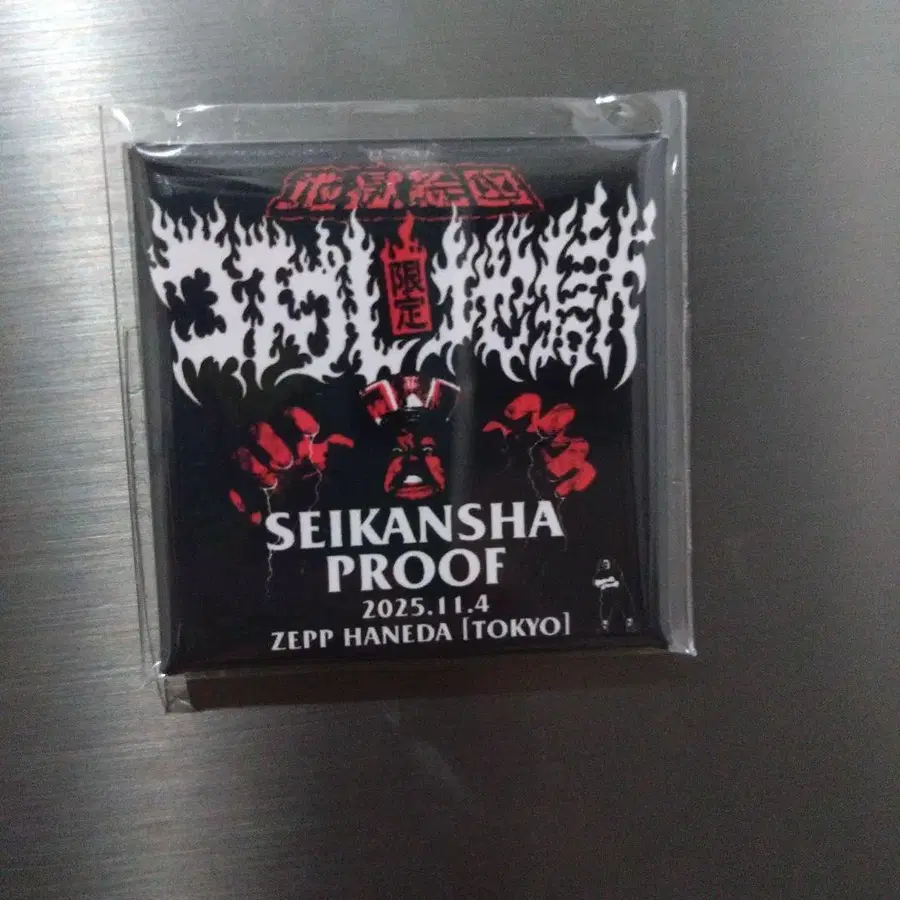 地獄絵図
限定
SEIKANSHA
PROOF
2025.11.4
ZEPP HANEDA [TOKYO]